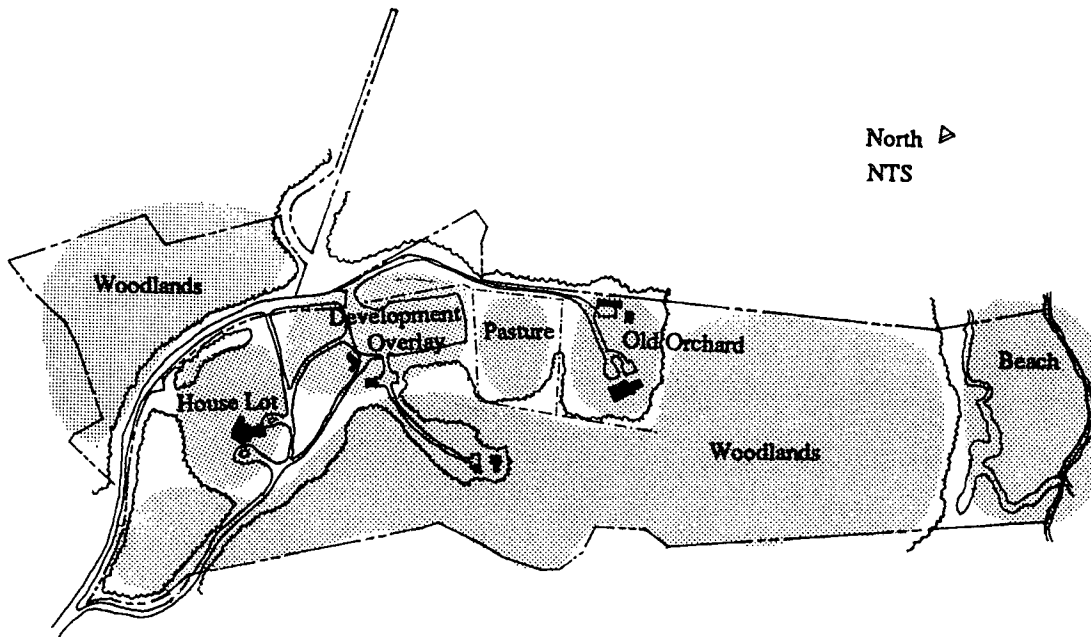 North
NTS
Woodlands
Development
Overlay
Pasture
Old Orchard
Beach
House Lot
Woodlands